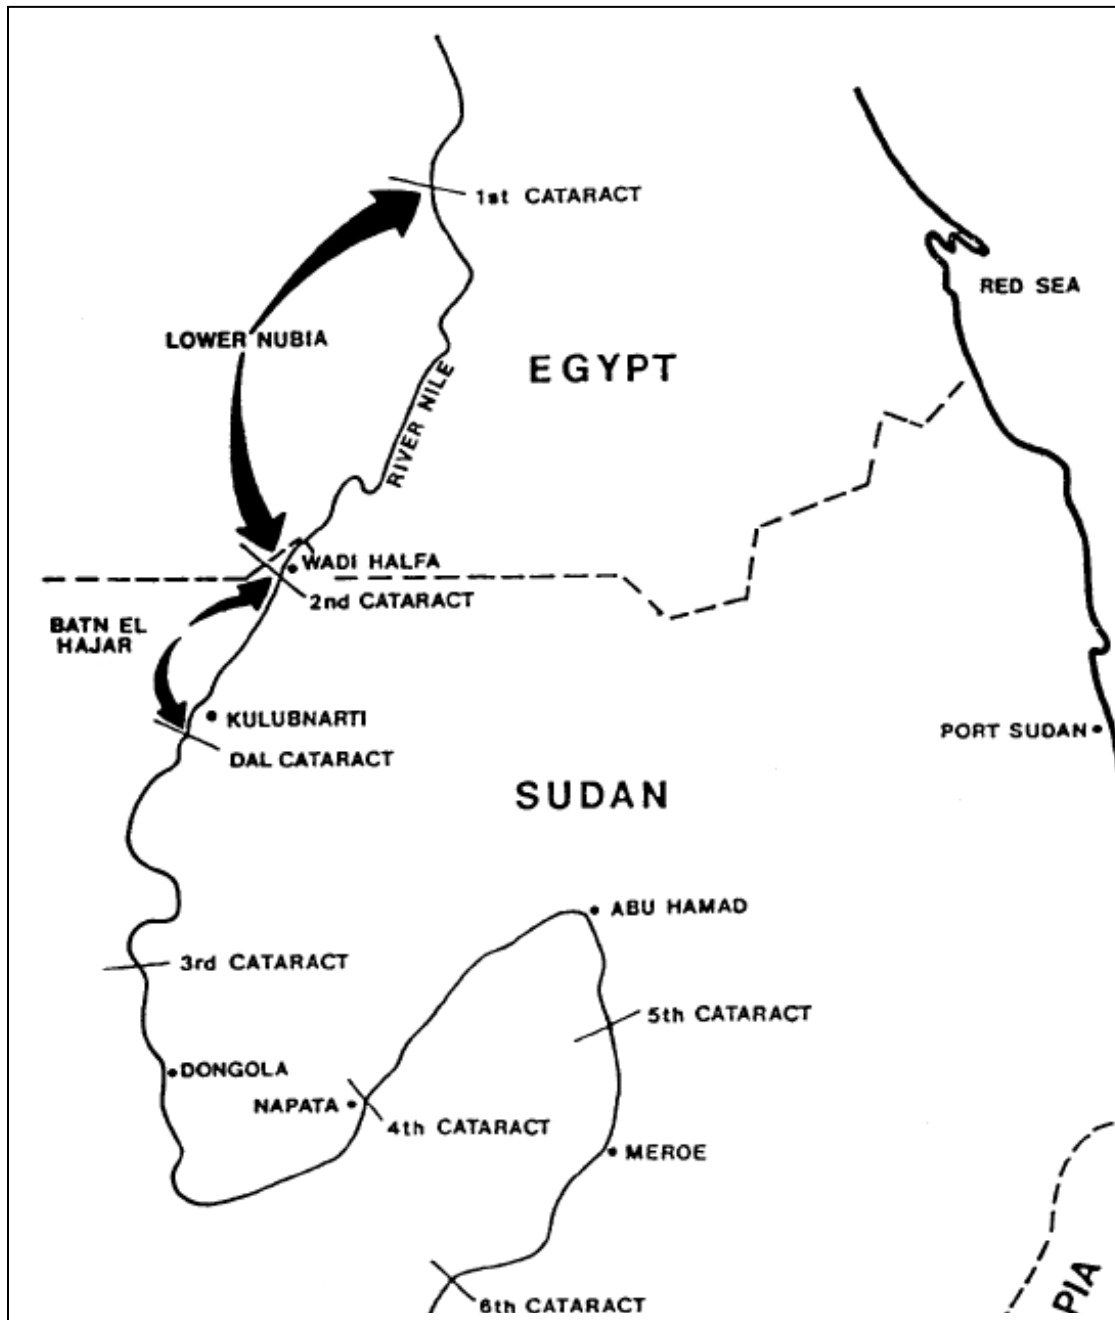 1st CATARACT
RED SEA
LOWER NUBIA
EGYPT
RIVER NILE
WADI HALFA
2nd CATARACT
BATN EL
HAJAR
KULUBNARTI
PORT SUDAN
DAL CATARACT
SUDAN
ABU HAMAD
3rd CATARACT
5th CATARACT
DONGOLA
NAPATA
4th CATARACT
MEROE
PIA
6th CATARACT